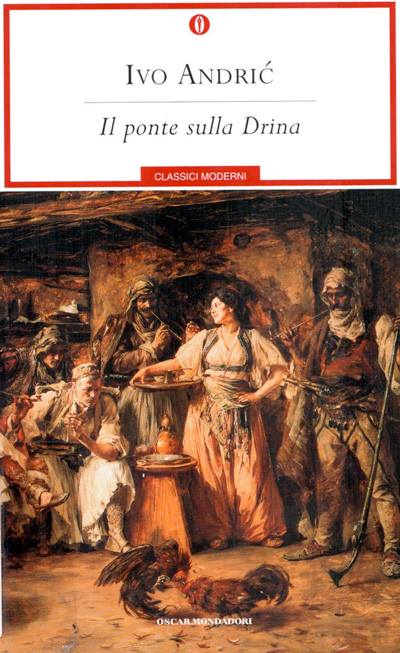 IVO ANDRIĆ
Il ponte sulla Drina
CLASSICI MODERNI
OSCAR MONDADORI